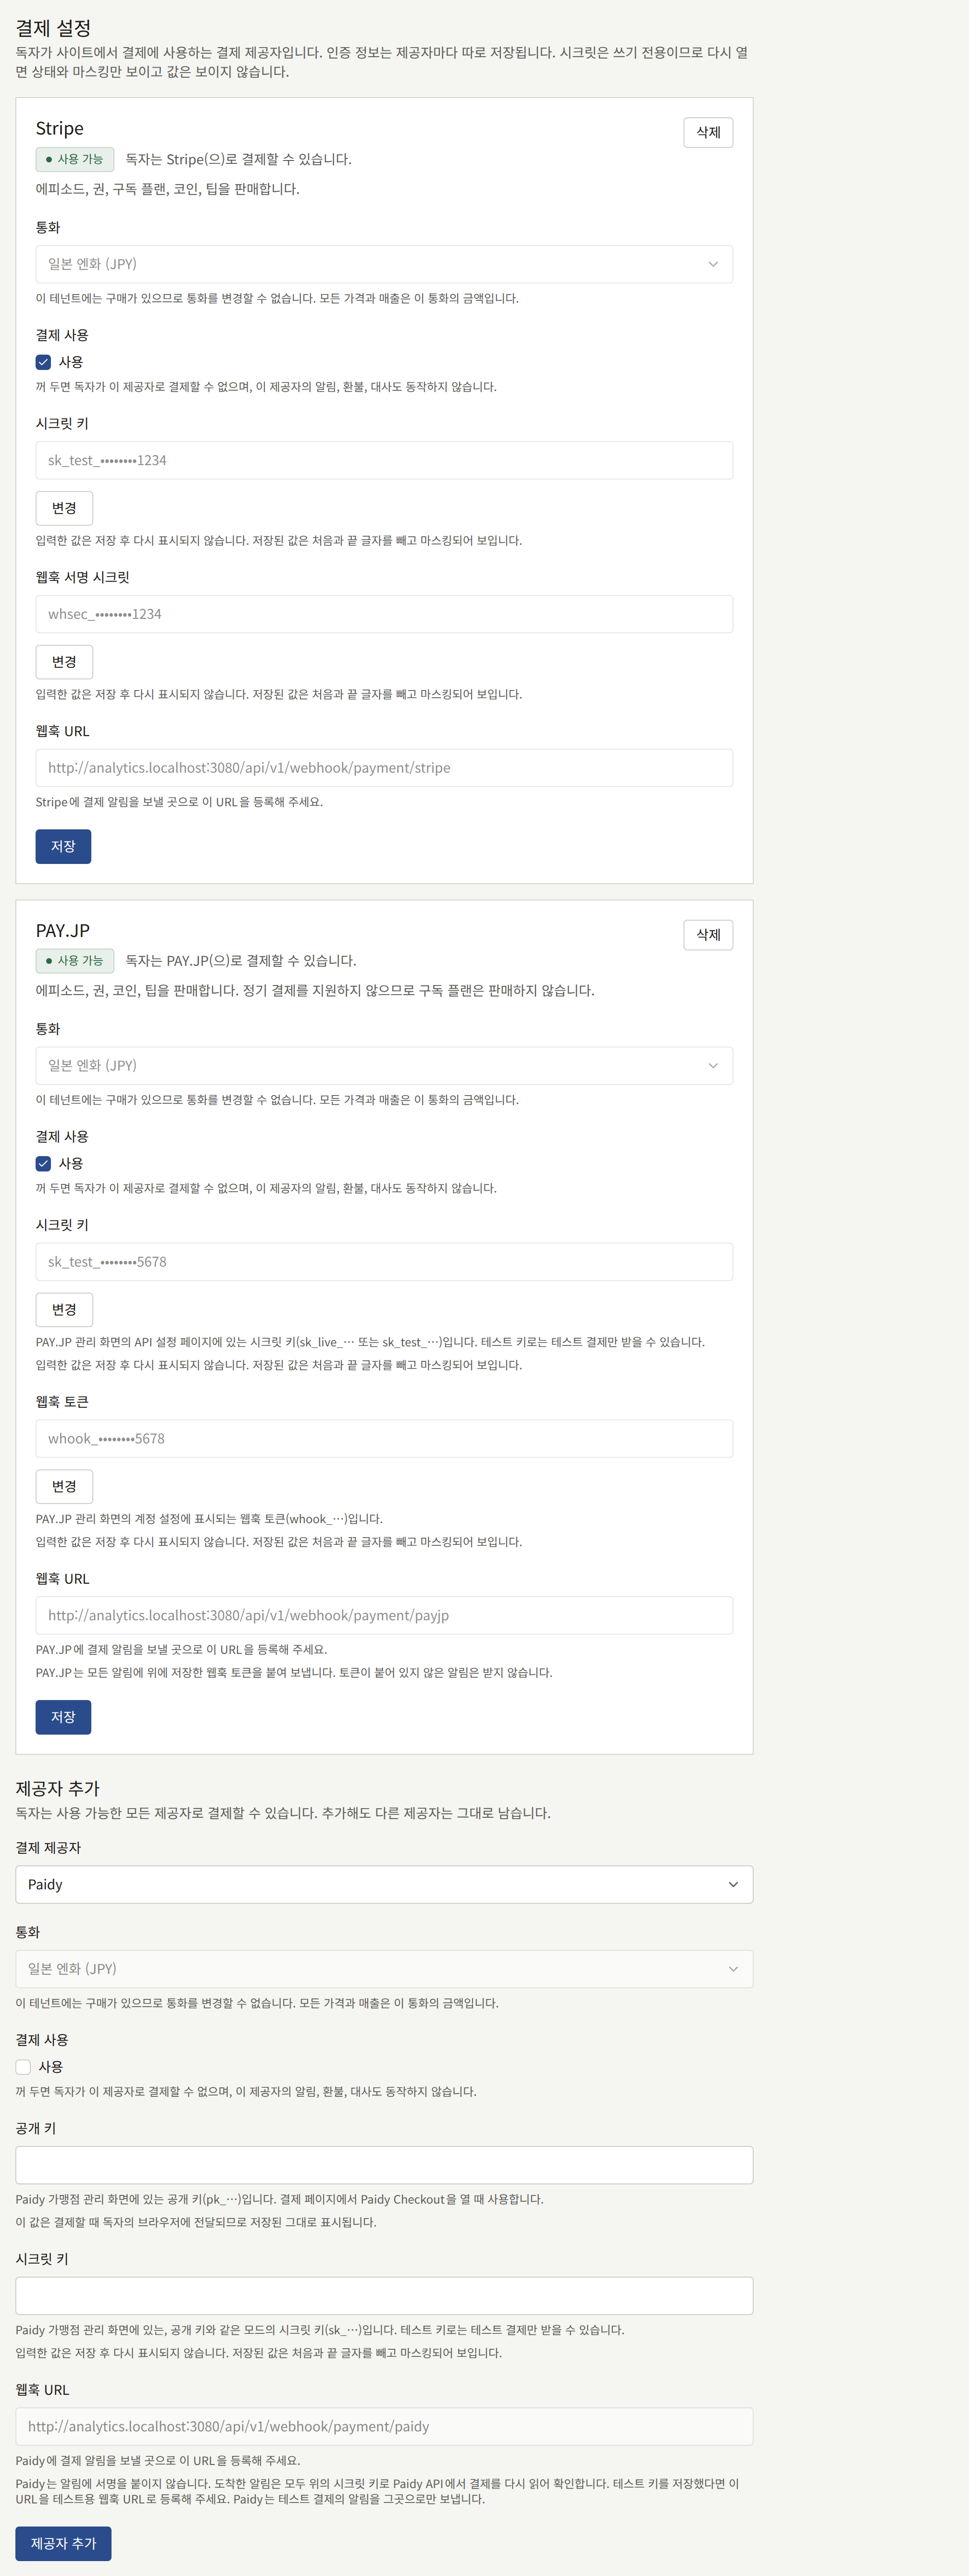 결제 설정
독자가 사이트에서 결제에 사용하는 결제 제공자입니다. 인증 정보는 제공자마다 따로 저장됩니다. 시크릿은 쓰기 전용이므로 다시 열
면 상태와 마스킹만 보이고 값은 보이지 않습니다.
Stripe
삭제
사용 가능 독자는 Stripe(으)로 결제할 수 있습니다.
에피소드, 권, 구독 플랜, 코인, 팁을 판매합니다.
통화
일본 엔화 (JPY)
이 테넌트에는 구매가 있으므로 통화를 변경할 수 없습니다. 모든 가격과 매출은 이 통화의 금액입니다.
결제 사용
사용
꺼 두면 독자가 이 제공자로 결제할 수 없으며, 이 제공자의 알림, 환불, 대사도 동작하지 않습니다.
시크릿 키
sk_test_••••••••1234
변경
입력한 값은 저장 후 다시 표시되지 않습니다. 저장된 값은 처음과 끝 글자를 빼고 마스킹되어 보입니다.
웹훅 서명 시크릿
whsec_••••••••1234
변경
입력한 값은 저장 후 다시 표시되지 않습니다. 저장된 값은 처음과 끝 글자를 빼고 마스킹되어 보입니다.
웹훅 URL
http://analytics.localhost:3080/api/v1/webhook/payment/stripe
Stripe에 결제 알림을 보낼 곳으로 이 URL을 등록해 주세요.
저장
PAY.JP
삭제
사용 가능 독자는 PAY.JP(으)로 결제할 수 있습니다.
에피소드, 권, 코인, 팁을 판매합니다. 정기 결제를 지원하지 않으므로 구독 플랜은 판매하지 않습니다.
통화
일본 엔화 (JPY)
이 테넌트에는 구매가 있으므로 통화를 변경할 수 없습니다. 모든 가격과 매출은 이 통화의 금액입니다.
결제 사용
사용
꺼 두면 독자가 이 제공자로 결제할 수 없으며, 이 제공자의 알림, 환불, 대사도 동작하지 않습니다.
시크릿 키
sk_test_••••••••5678
변경
PAY.JP 관리 화면의 API 설정 페이지에 있는 시크릿 키(sk_live_… 또는 sk_test_…)입니다. 테스트 키로는 테스트 결제만 받을 수 있습니다.
입력한 값은 저장 후 다시 표시되지 않습니다. 저장된 값은 처음과 끝 글자를 빼고 마스킹되어 보입니다.
웹훅 토큰
whook_••••••••5678
변경
PAY.JP 관리 화면의 계정 설정에 표시되는 웹훅 토큰(whook_…)입니다.
입력한 값은 저장 후 다시 표시되지 않습니다. 저장된 값은 처음과 끝 글자를 빼고 마스킹되어 보입니다.
웹훅 URL
http://analytics.localhost:3080/api/v1/webhook/payment/payjp
PAY.JP에 결제 알림을 보낼 곳으로 이 URL을 등록해 주세요.
PAY.JP는 모든 알림에 위에 저장한 웹훅 토큰을 붙여 보냅니다. 토큰이 붙어 있지 않은 알림은 받지 않습니다.
저장
제공자 추가
독자는 사용 가능한 모든 제공자로 결제할 수 있습니다. 추가해도 다른 제공자는 그대로 남습니다.
결제 제공자
Paidy
통화
일본 엔화 (JPY)
이 테넌트에는 구매가 있으므로 통화를 변경할 수 없습니다. 모든 가격과 매출은 이 통화의 금액입니다.
결제 사용
사용
꺼 두면 독자가 이 제공자로 결제할 수 없으며, 이 제공자의 알림, 환불, 대사도 동작하지 않습니다.
공개 키
Paidy 가맹점 관리 화면에 있는 공개 키(pk_…)입니다. 결제 페이지에서 Paidy Checkout을 열 때 사용합니다.
이 값은 결제할 때 독자의 브라우저에 전달되므로 저장된 그대로 표시됩니다.
시크릿 키
Paidy 가맹점 관리 화면에 있는, 공개 키와 같은 모드의 시크릿 키(sk_…)입니다. 테스트 키로는 테스트 결제만 받을 수 있습니다.
입력한 값은 저장 후 다시 표시되지 않습니다. 저장된 값은 처음과 끝 글자를 빼고 마스킹되어 보입니다.
웹훅 URL
http://analytics.localhost:3080/api/v1/webhook/payment/paidy
Paidy에 결제 알림을 보낼 곳으로 이 URL을 등록해 주세요.
Paidy는 알림에 서명을 붙이지 않습니다. 도착한 알림은 모두 위의 시크릿 키로 Paidy API에서 결제를 다시 읽어 확인합니다. 테스트 키를 저장했다면 이
URL을 테스트용 웹훅 URL로 등록해 주세요. Paidy는 테스트 결제의 알림을 그곳으로만 보냅니다.
제공자 추가